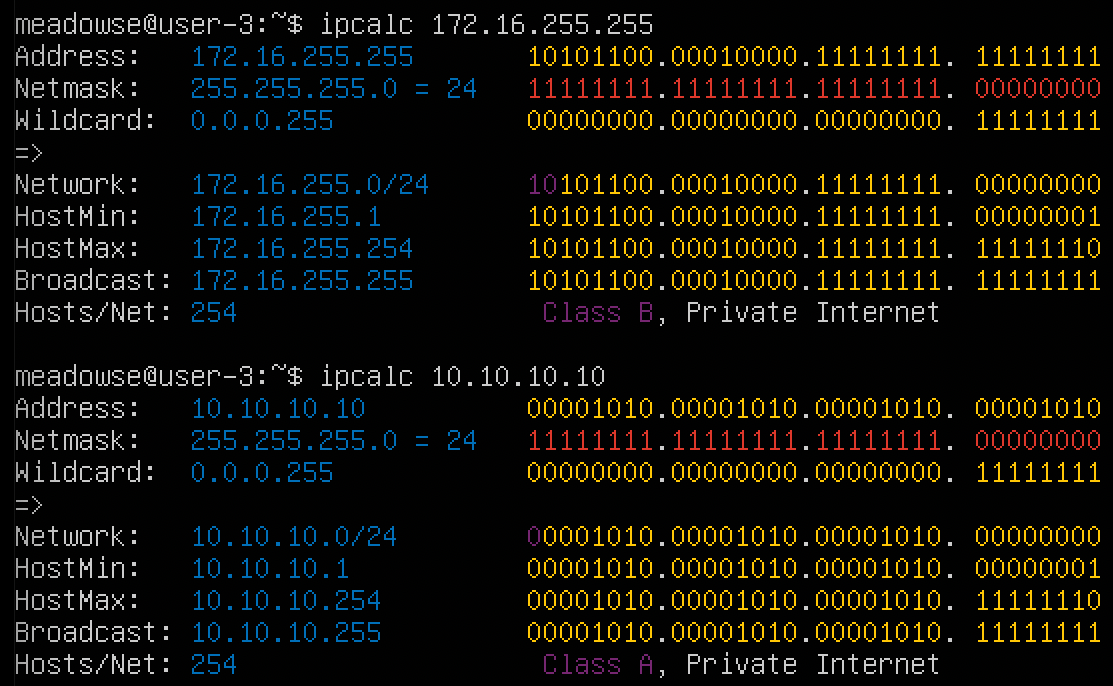 meadowse@user-3:~$ ipcalc 172.16.255.255
Address:   172.16.255.255       10101100.00010000.11111111. 11111111
Netmask:   255.255.255.0 = 24   11111111.11111111.11111111. 00000000
Wildcard:  0.0.0.255            00000000.00000000.00000000. 11111111
=>
Network:   172.16.255.0/24      10101100.00010000.11111111. 00000000
HostMin:   172.16.255.1         10101100.00010000.11111111. 00000001
HostMax:   172.16.255.254       10101100.00010000.11111111. 11111110
Broadcast: 172.16.255.255       10101100.00010000.11111111. 11111111
Hosts/Net: 254                   Class B, Private Internet

meadowse@user-3:~$ ipcalc 10.10.10.10
Address:   10.10.10.10          00001010.00001010.00001010. 00001010
Netmask:   255.255.255.0 = 24   11111111.11111111.11111111. 00000000
Wildcard:  0.0.0.255            00000000.00000000.00000000. 11111111
=>
Network:   10.10.10.0/24        00001010.00001010.00001010. 00000000
HostMin:   10.10.10.1           00001010.00001010.00001010. 00000001
HostMax:   10.10.10.254         00001010.00001010.00001010. 11111110
Broadcast: 10.10.10.255         00001010.00001010.00001010. 11111111
Hosts/Net: 254                   Class A, Private Internet